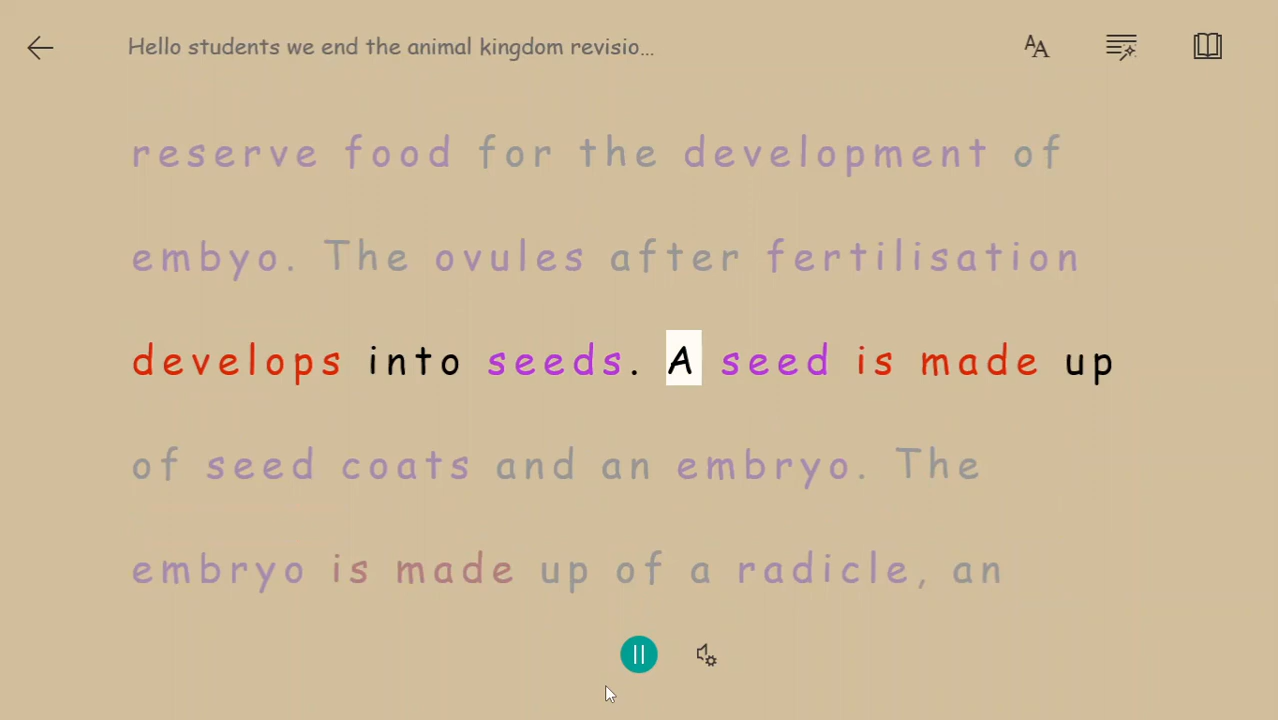 Hello students we end the animal kingdom revisio...
AA
reserve food for the development of
embyo. The ovules after fertilisation
develops into seeds. A seed is made up
of seed coats and an embryo. The
embryo is made up of a radicle, an